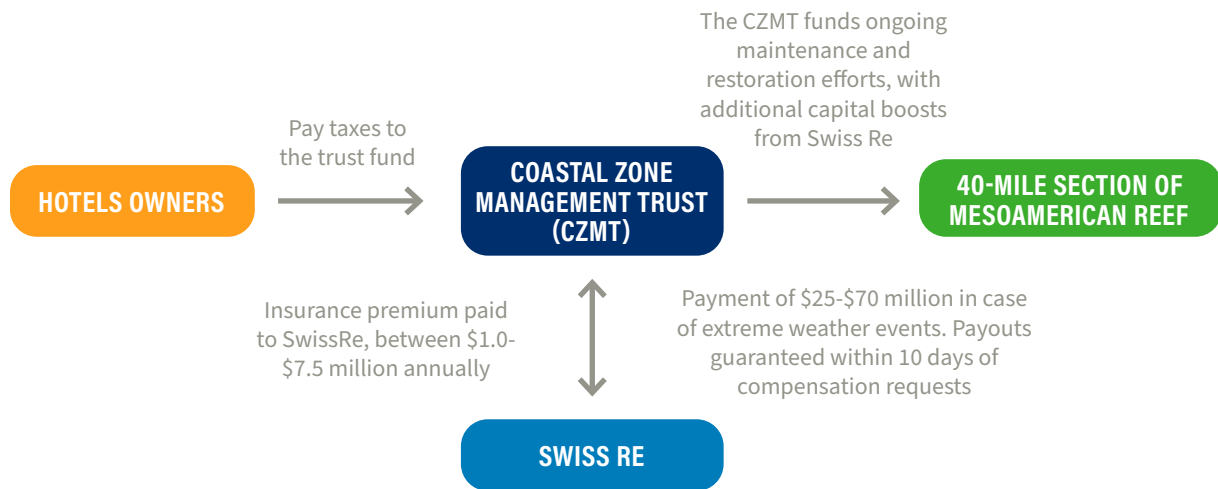 The CZMT funds ongoing
maintenance and
restoration efforts, with
additional capital boosts
from Swiss Re
Pay taxes to
the trust fund
HOTELS OWNERS
COASTAL ZONE
MANAGEMENT TRUST
(CZMT)
40-MILE SECTION OF
MESOAMERICAN REEF
Insurance premium paid
to SwissRe, between $1.0-
$7.5 million annually
Payment of $25-$70 million in case
of extreme weather events. Payouts
guaranteed within 10 days of
compensation requests
SWISS RE